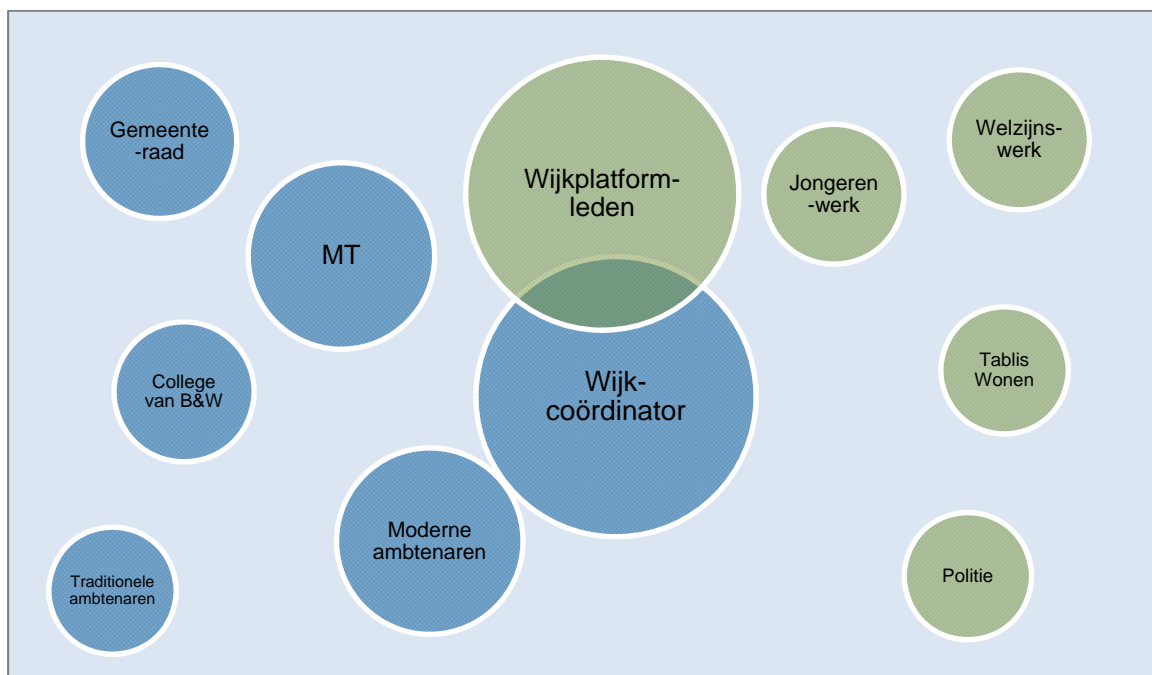 Gemeente
-raad
MT
College
van B&W
Traditionele
ambtenaren
Moderne
ambtenaren
Wijkplatform-
leden
Wijk-
coördinator
Jongeren
-werk
Welzijns-
werk
Tablis
Wonen
Politie